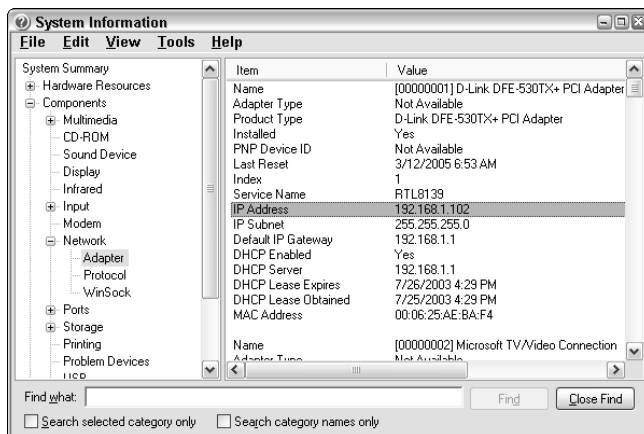 System Information
File Edit View Tools Help
System Summary
Hardware Resources
Components
Multimedia
CD-ROM
Sound Device
Display
Infrared
Input
Modem
Network
Adapter
Protocol
WinSock
Ports
Storage
Printing
Problem Devices
USB
Item Value
Name [00000001] D-Link DFE-530TX+ PCI Adapter
Adapter Type Not Available
Product Type D-Link DFE-530TX+ PCI Adapter
Installed Yes
PNP Device ID Not Available
Last Reset 3/12/2005 6:53 AM
Index 1
Service Name RTL8139
IP Address 192.168.1.102
IP Subnet 255.255.255.0
Default IP Gateway 192.168.1.1
DHCP Enabled Yes
DHCP Server 192.168.1.1
DHCP Lease Expires 7/26/2003 4:29 PM
DHCP Lease Obtained 7/25/2003 4:29 PM
MAC Address 00:06:25:AE:BA:F4
Name [00000002] Microsoft TV/Video Connection
Adapter Type Not Available
Find what: Find Close Find
Search selected category only Search category names only